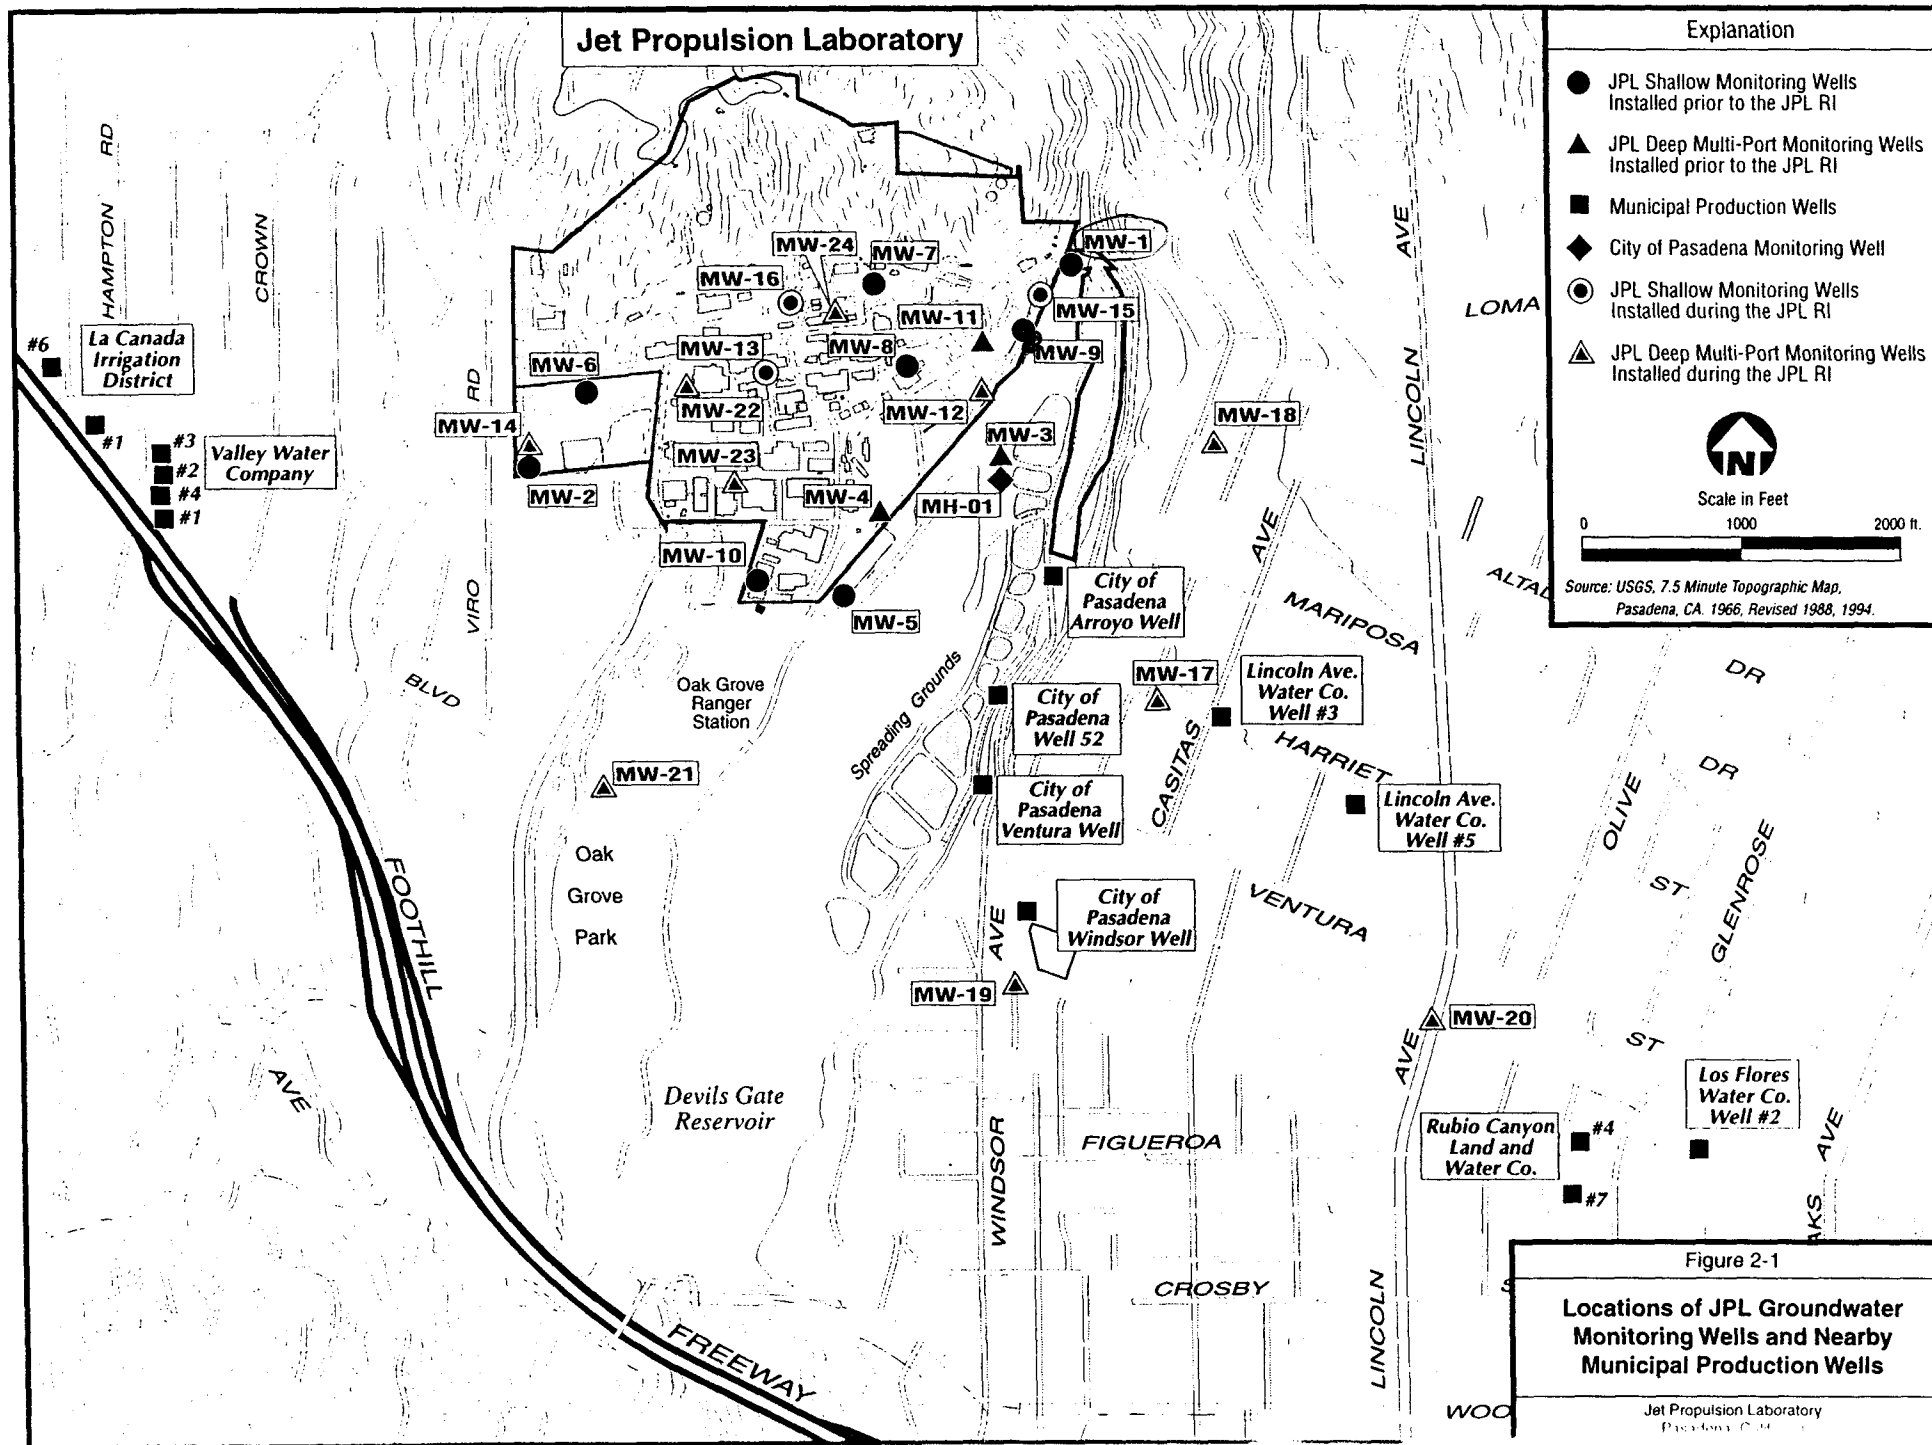 Jet Propulsion Laboratory
Explanation
JPL Shallow Monitoring Wells
Installed prior to the JPL RI
JPL Deep Multi-Port Monitoring Wells
Installed prior to the JPL RI
Municipal Production Wells
City of Pasadena Monitoring Well
JPL Shallow Monitoring Wells
Installed during the JPL RI
JPL Deep Multi-Port Monitoring Wells
Installed during the JPL RI
N
Scale in Feet
0 1000 2000 ft.
Source: USGS, 7.5 Minute Topographic Map,
Pasadena, CA. 1966, Revised 1988, 1994.
HAMPTON RD
CROWN
VIRO RD
BLVD
AVE
FOOTHILL
FREEWAY
#6
La Canada
Irrigation
District
#1
#3
#2
#4
#1
Valley Water
Company
MW-24
MW-7
MW-1
MW-16
MW-15
MW-11
MW-13
MW-8
MW-9
MW-6
MW-22
MW-12
MW-14
MW-3
MW-18
MW-23
MW-2
MW-4
MH-01
MW-10
MW-5
City of
Pasadena
Arroyo Well
Oak Grove
Ranger
Station
Spreading Grounds
City of
Pasadena
Well 52
MW-17
Lincoln Ave.
Water Co.
Well #3
MW-21
City of
Pasadena
Ventura Well
Lincoln Ave.
Water Co.
Well #5
Oak
Grove
Park
City of
Pasadena
Windsor Well
MW-19
MW-20
Devils Gate
Reservoir
Rubio Canyon
Land and
Water Co.
#4
#7
Los Flores
Water Co.
Well #2
LINCOLN AVE
LOMA
ALTAD
MARIPOSA
CASITAS AVE
HARRIET
VENTURA
WINDSOR AVE
FIGUEROA
CROSBY
LINCOLN AVE
OLIVE
DR
DR
ST
ST
GLENROSE
AKS AVE
S
WOO
Figure 2-1
Locations of JPL Groundwater
Monitoring Wells and Nearby
Municipal Production Wells
Jet Propulsion Laboratory